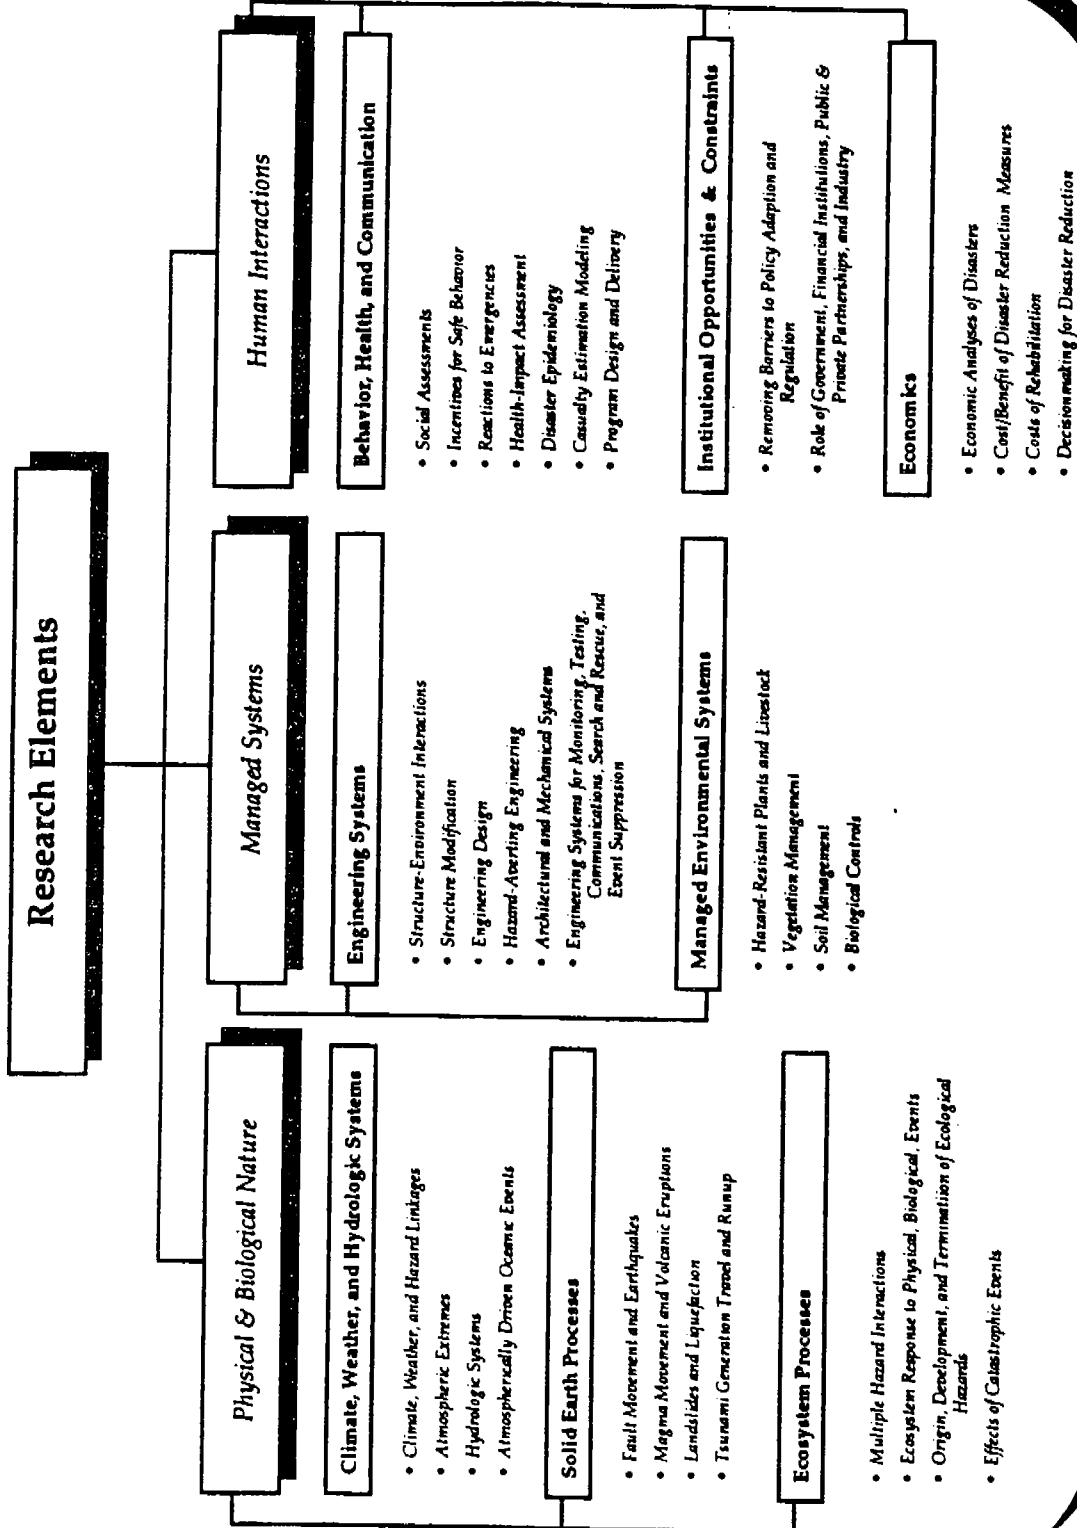 Research Elements
Physical & Biological Nature
Climate, Weather, and Hydrologic Systems
• Climate, Weather, and Hazard Linkages
• Atmospheric Extremes
• Hydrologic Systems
• Atmospherically Driven Oceanic Events
Solid Earth Processes
• Fault Movement and Earthquakes
• Magma Movement and Volcanic Eruptions
• Landslides and Liquefaction
• Tsunami Generation Travel and Runup
Ecosystem Processes
• Multiple Hazard Interactions
• Ecosystem Response to Physical, Biological, Events
• Origin, Development, and Terminatiion of Ecological
Hazards
• Effects of Catastrophic Events
Managed Systems
Engineering Systems
• Structure-Environment Interactions
• Structure Modification
• Engineering Design
• Hazard-Averting Engineering
• Architectural and Mechanical Systems
• Engineering Systems for Monitoring, Testing,
Communications, Search and Rescue, and
Event Suppression
Managed Environmental Systems
• Hazard-Resistant Plants and Livestock
• Vegetation Management
• Soil Management
• Biological Controls
Human Interactions
Behavior, Health, and Communication
• Social Assessments
• Incentives for Safe Behavior
• Reactions to Emergencies
• Health-Impact Assessment
• Disaster Epidemiology
• Casualty Estimation Modeling
• Program Design and Delivery
Institutional Opportunities & Constraints
• Removing Barriers to Policy Adaption and
Regulation
• Role of Government, Financial Institutions, Public &
Private Partnerships, and Industry
Economics
• Economic Analyses of Disasters
• Cost/Benefit of Disaster Reduction Measures
• Costs of Rehabilitation
• Decisionmaking for Disaster Reduction